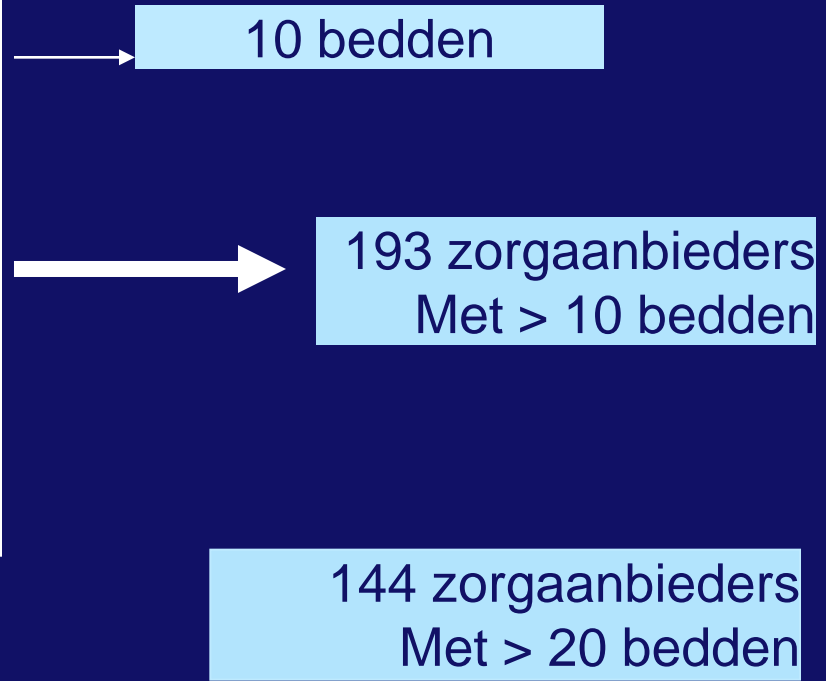 10 bedden
193 zorgaanbieders
Met > 10 bedden
144 zorgaanbieders
Met > 20 bedden